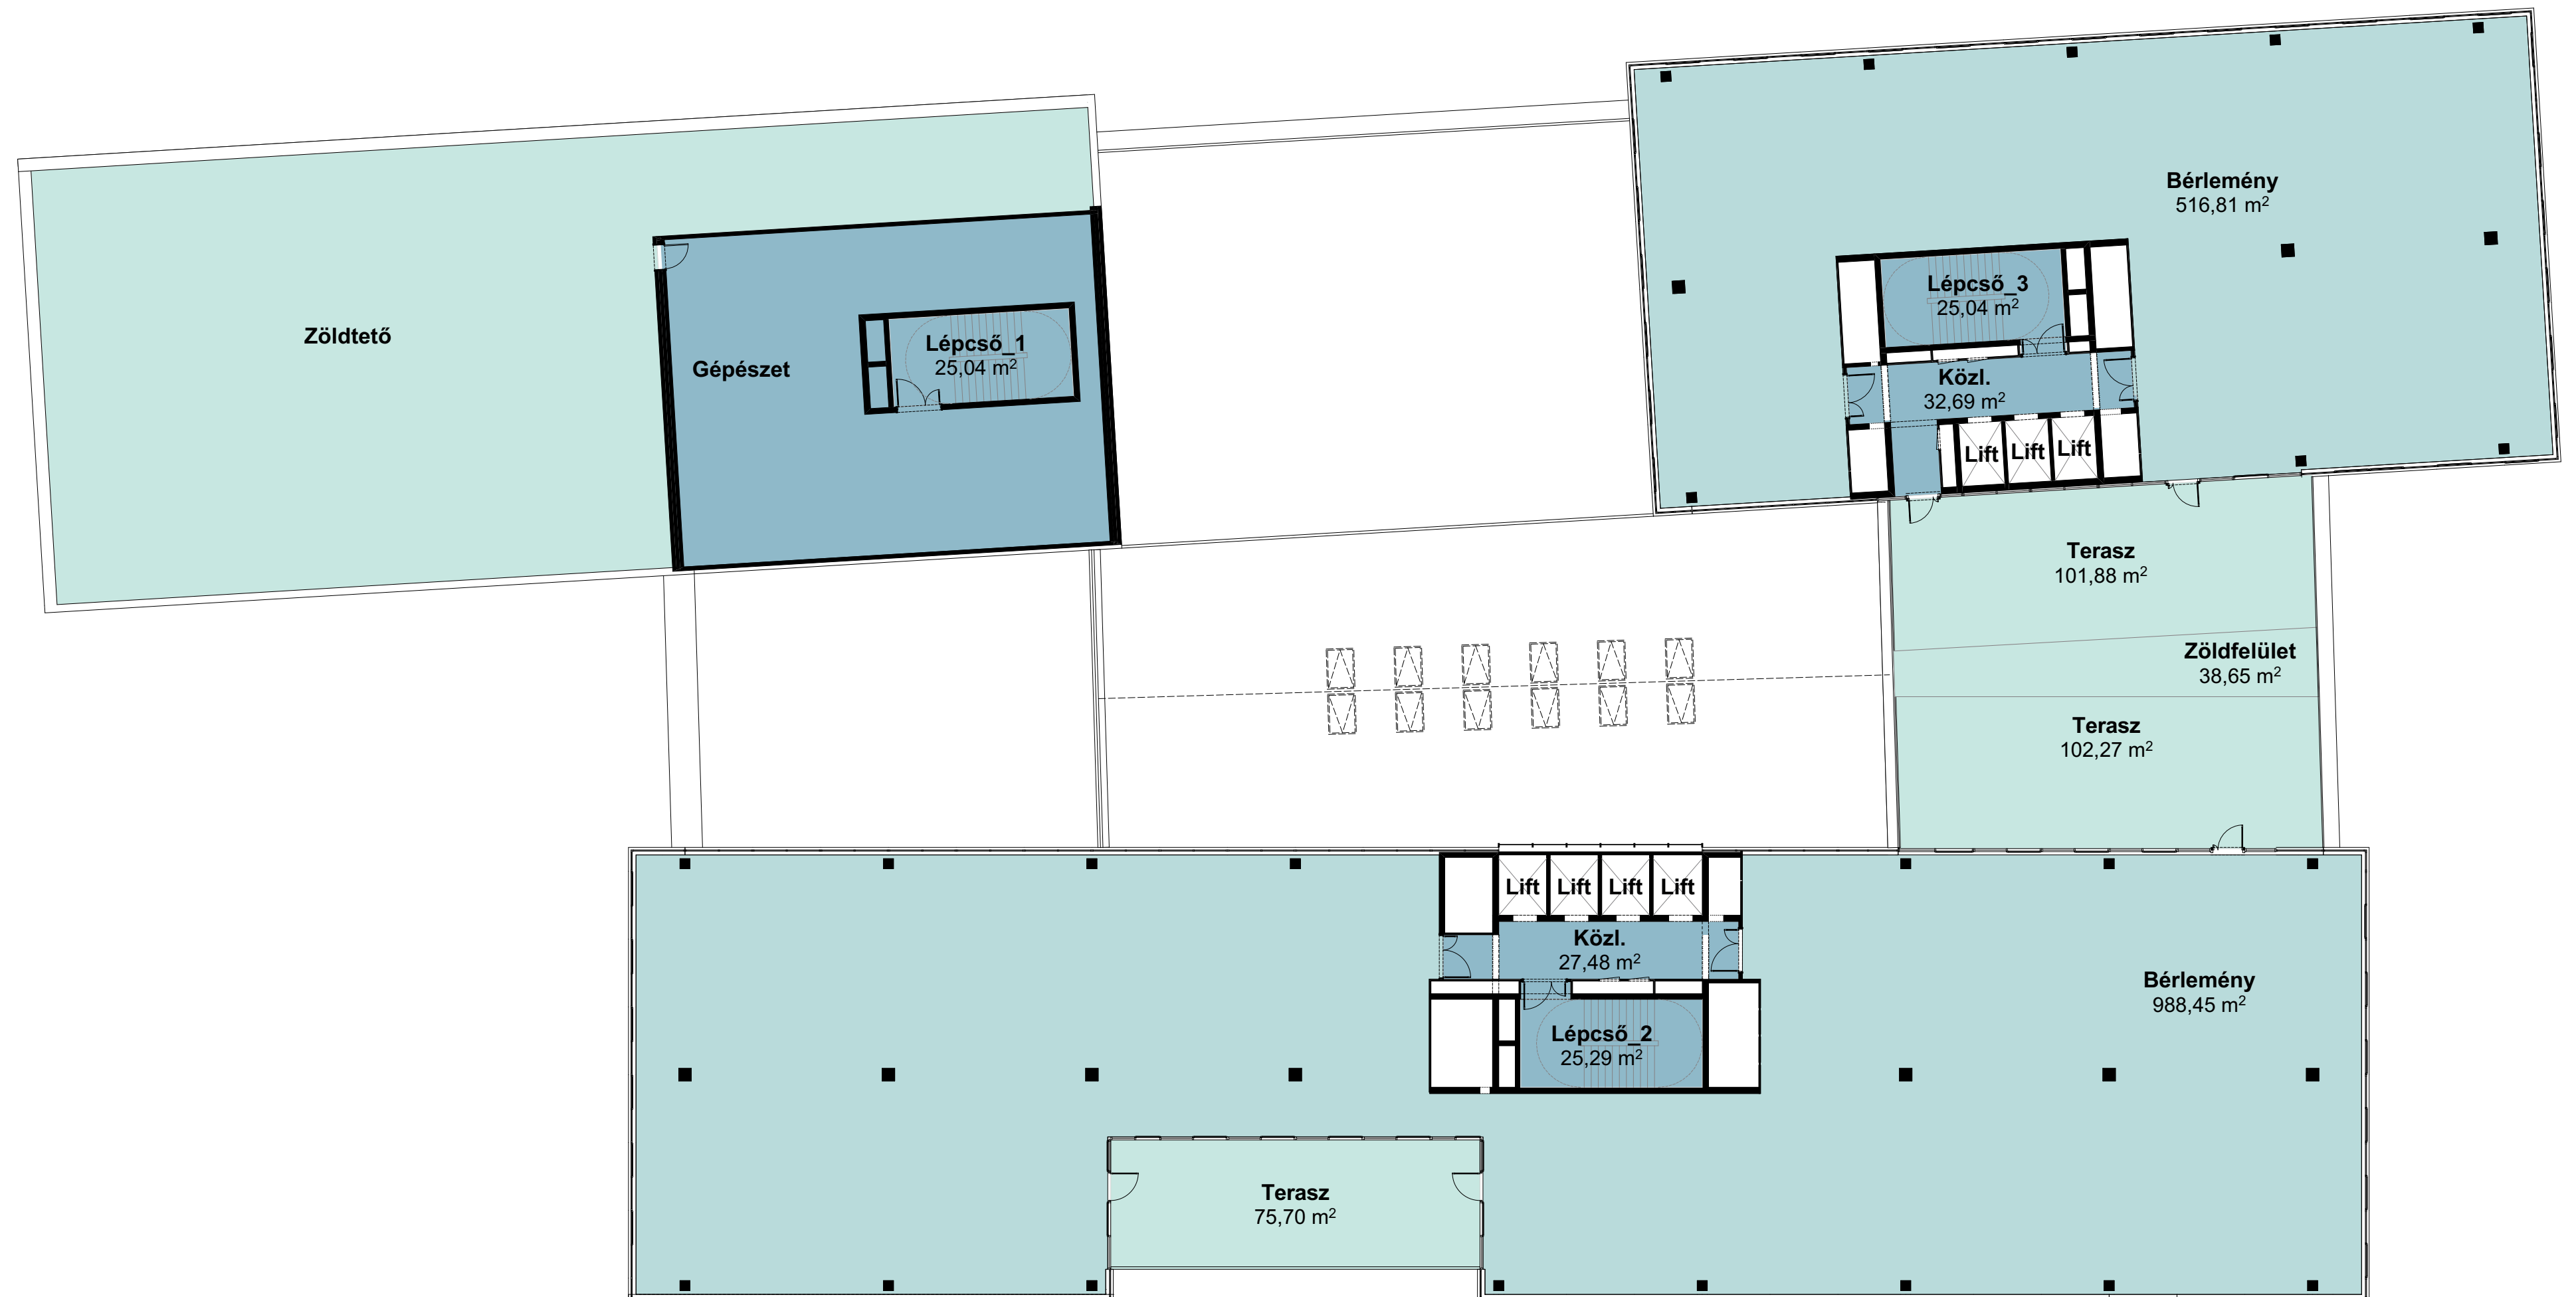 Bérlemény
516,81 m²
Lépcső_3
25,04 m²
Zöldtető
Gépészet
Lépcső_1
25,04 m²
Közl.
32,69 m²
Lift
Lift
Lift
Terasz
101,88 m²
Zöldfelület
38,65 m²
Terasz
102,27 m²
Lift
Lift
Lift
Lift
Közl.
27,48 m²
Bérlemény
988,45 m²
Lépcső_2
25,29 m²
Terasz
75,70 m²